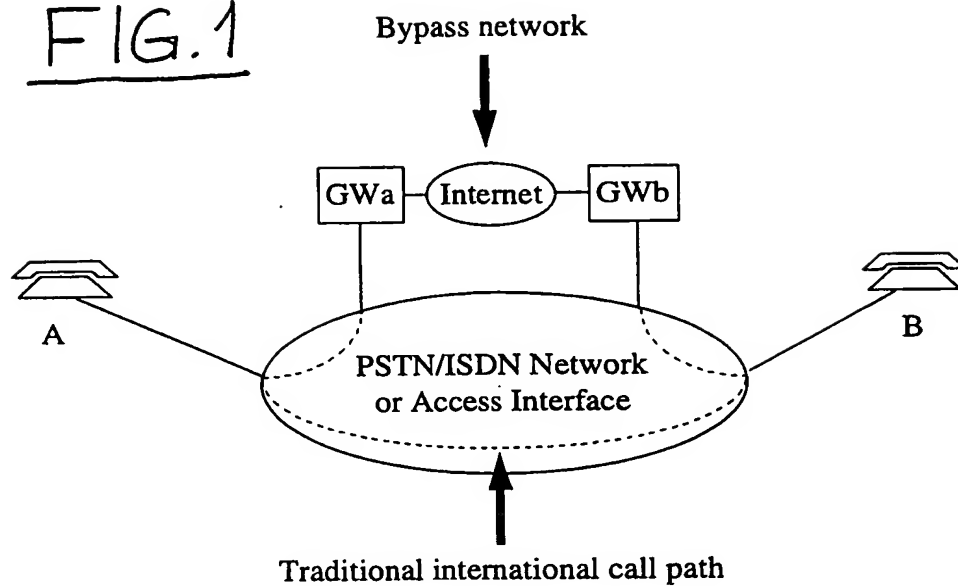 FIG.1
Bypass network
GWa
Internet
GWb
A
B
PSTN/ISDN Network
or Access Interface
Traditional international call path